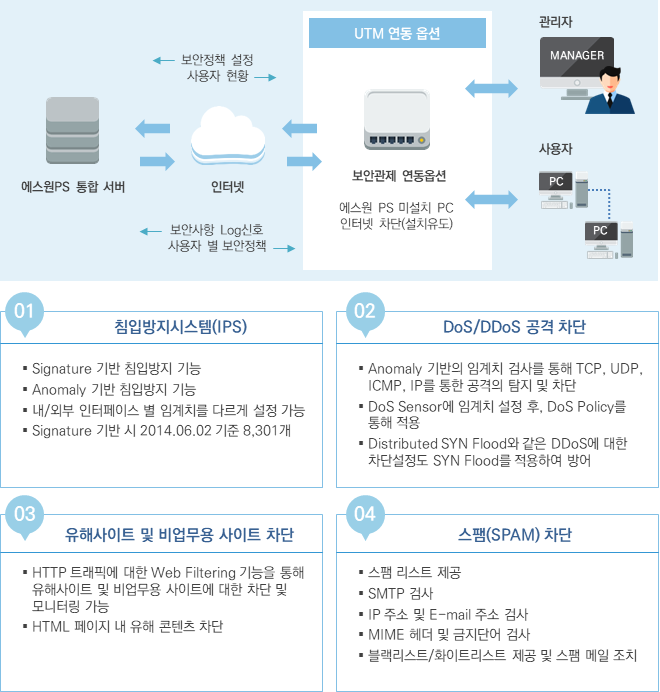 관리자
UTM 연동 옵션
MANAGER
보안정책 설정
사용자 현황
사용자
PC
PC
에스원PS 통합 서버
인터넷
보안관제 연동옵션
에스원 PS 미설치 PC
인터넷 차단(설치유도)
보안사항 Log신호
사용자 별 보안정책
01
침입방지시스템(IPS)
▪ Signature 기반 침입방지 기능
▪ Anomaly 기반 침입방지 기능
▪ 내/외부 인터페이스 별 임계치를 다르게 설정 가능
▪ Signature 기반 시 2014.06.02 기준 8,301개
02
DoS/DDoS 공격 차단
▪ Anomaly 기반의 임계치 검사를 통해 TCP, UDP,
ICMP, IP를 통한 공격의 탐지 및 차단
▪ DoS Sensor에 임계치 설정 후, DoS Policy를
통해 적용
▪ Distributed SYN Flood와 같은 DDoS에 대한
차단설정도 SYN Flood를 적용하여 방어
03
유해사이트 및 비업무용 사이트 차단
▪ HTTP 트래픽에 대한 Web Filtering 기능을 통해
유해사이트 및 비업무용 사이트에 대한 차단 및
모니터링 가능
▪ HTML 페이지 내 유해 콘텐츠 차단
04
스팸(SPAM) 차단
▪ 스팸 리스트 제공
▪ SMTP 검사
▪ IP 주소 및 E-mail 주소 검사
▪ MIME 헤더 및 금지단어 검사
▪ 블랙리스트/화이트리스트 제공 및 스팸 메일 조치